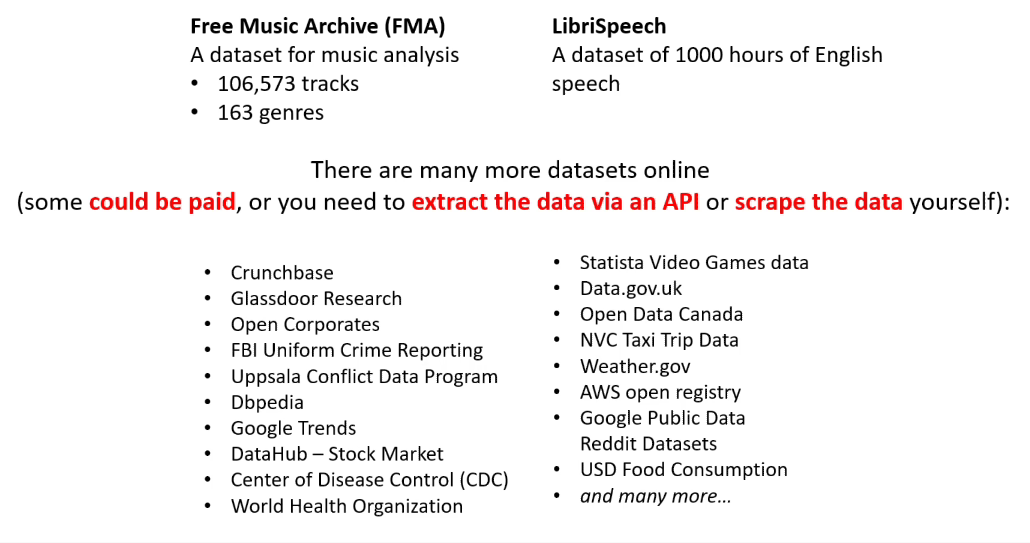 Free Music Archive (FMA)
A dataset for music analysis
• 106,573 tracks
• 163 genres
LibriSpeech
A dataset of 1000 hours of English
speech
There are many more datasets online
(some could be paid, or you need to extract the data via an API or scrape the data yourself):
• Crunchbase
• Glassdoor Research
• Open Corporates
• FBI Uniform Crime Reporting
• Uppsala Conflict Data Program
• Dbpedia
• Google Trends
• DataHub – Stock Market
• Center of Disease Control (CDC)
• World Health Organization
• Statista Video Games data
• Data.gov.uk
• Open Data Canada
• NVC Taxi Trip Data
• Weather.gov
• AWS open registry
• Google Public Data
Reddit Datasets
• USD Food Consumption
• and many more…